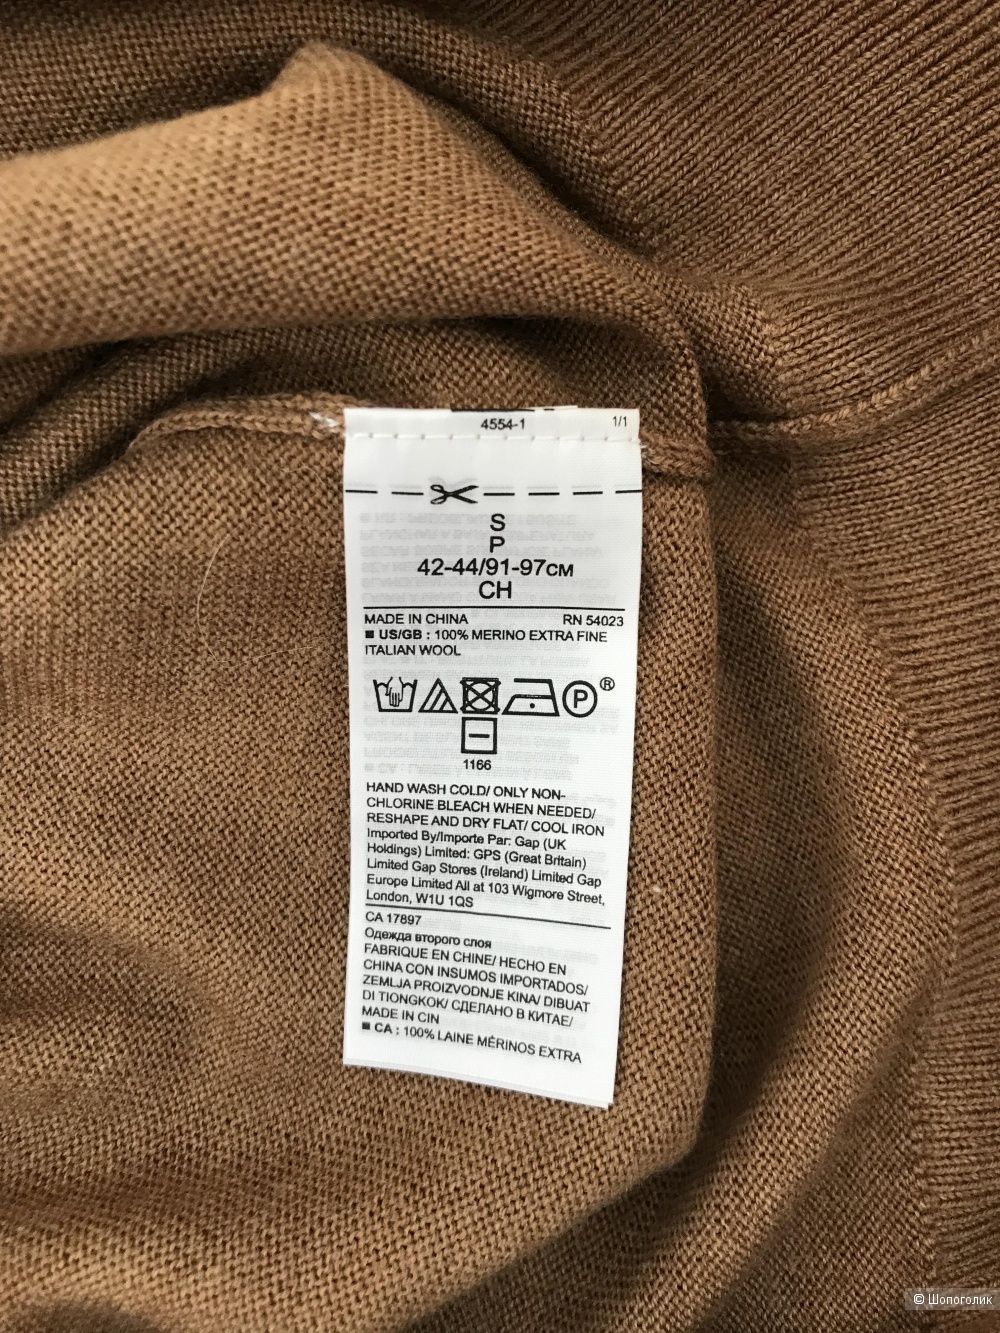 4554-1 1/1
S
P
42-44/91-97CM
CH
MADE IN CHINA RN 54023
■ US/GB : 100% MERINO EXTRA FINE
ITALIAN WOOL
P ®
1166
HAND WASH COLD/ ONLY NON-
CHLORINE BLEACH WHEN NEEDED/
RESHAPE AND DRY FLAT/ COOL IRON
Imported By/Importe Par: Gap (UK
Holdings) Limited: GPS (Great Britain)
Limited Gap Stores (Ireland) Limited Gap
Europe Limited All at 103 Wigmore Street,
London, W1U 1QS
CA 17897
Одежда второго слоя
FABRIQUE EN CHINE/ HECHO EN
CHINA CON INSUMOS IMPORTADOS/
ZEMLJA PROIZVODNJE KINA/ DIBUAT
DI TIONGKOK/ СДЕЛАНО В КИТАЕ/
MADE IN CIN
■ CA : 100% LAINE MÉRINOS EXTRA
© Шопоголик